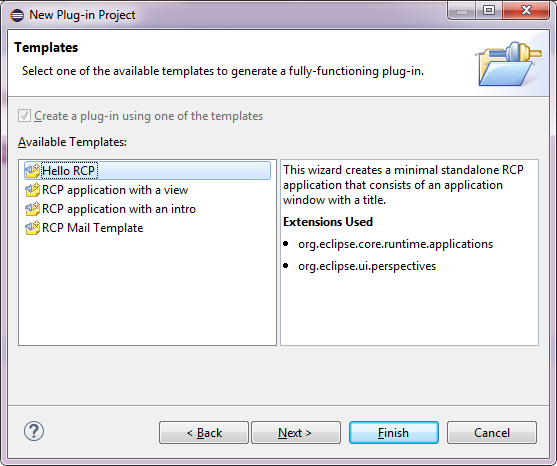 New Plug-in Project
Templates
Select one of the available templates to generate a fully-functioning plug-in.
Create a plug-in using one of the templates
Available Templates:
Hello RCP
RCP application with a view
RCP application with an intro
RCP Mail Template
This wizard creates a minimal standalone RCP
application that consists of an application
window with a title.
Extensions Used
• org.eclipse.core.runtime.applications
• org.eclipse.ui.perspectives
?
< Back
Next >
Finish
Cancel